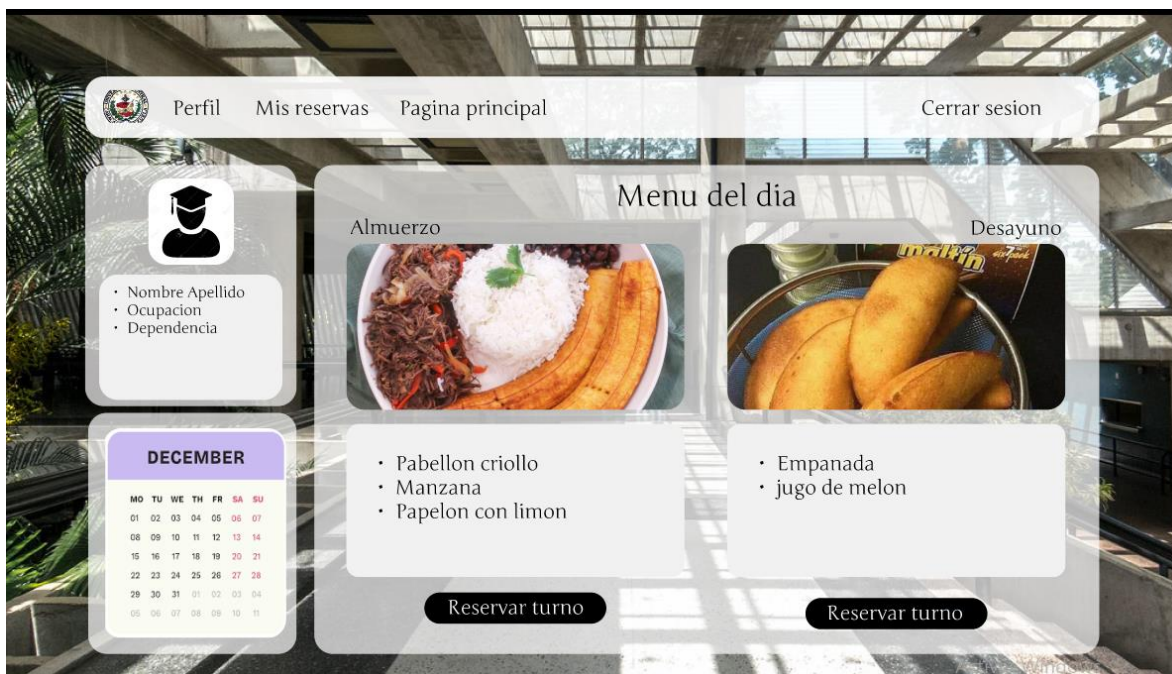 Perfil Mis reservas Pagina principal Cerrar sesion
· Nombre Apellido
· Ocupacion
· Dependencia
DECEMBER
MO TU WE TH FR SA SU
01 02 03 04 05 06 07
08 09 10 11 12 13 14
15 16 17 18 19 20 21
22 23 24 25 26 27 28
29 30 31 01 02 03 04
05 06 07 08 09 10 11
Menu del dia
Almuerzo
· Pabellon criollo
· Manzana
· Papelon con limon
Reservar turno
Desayuno
maltin
sixpack
· Empanada
· jugo de melon
Reservar turno